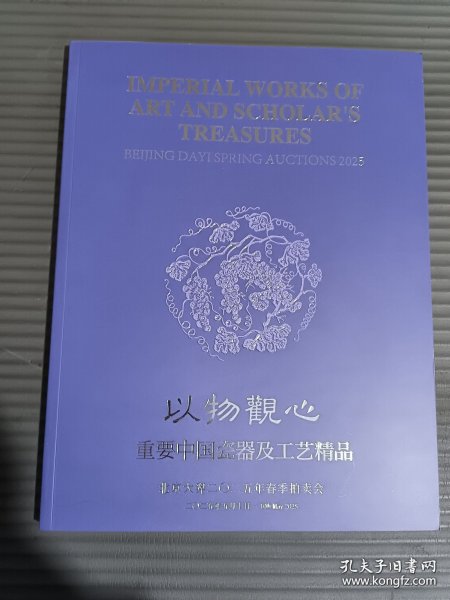 IMPERIAL WORKS OF
ART AND SCHOLAR'S
TREASURES
BEIJING DAYI SPRING AUCTIONS 2025
以物觀心
重要中国瓷器及工艺精品
北京大羿二〇二五年春季拍卖会
May 2025
孔夫子旧书网
www.kongfz.com